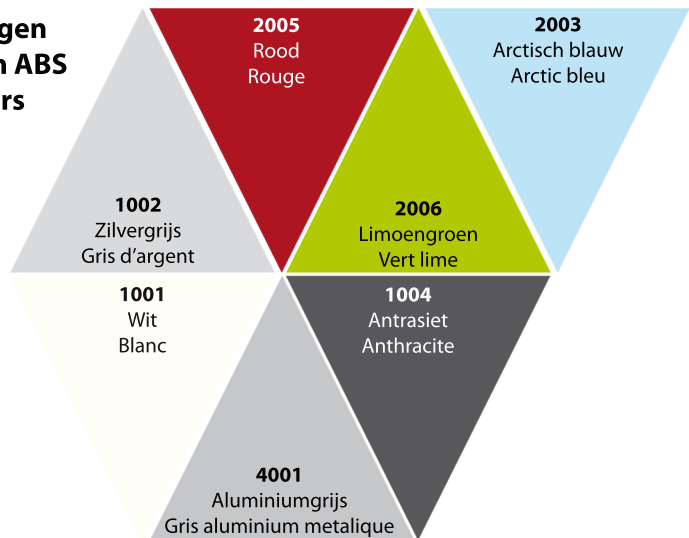 gen
n ABS
rs
2005
Rood
Rouge
2003
Arctisch blauw
Arctic bleu
1002
Zilvergrijs
Gris d’argent
2006
Limoengroen
Vert lime
1001
Wit
Blanc
1004
Antrasiet
Anthracite
4001
Aluminiumgrijs
Gris aluminium metalique